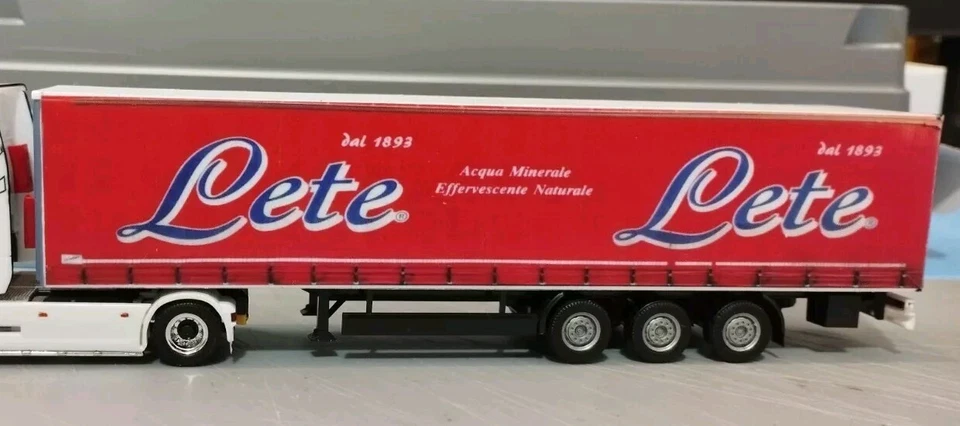 dal 1893
Lete®
Acqua Minerale
Effervescente Naturale
dal 1893
Lete®